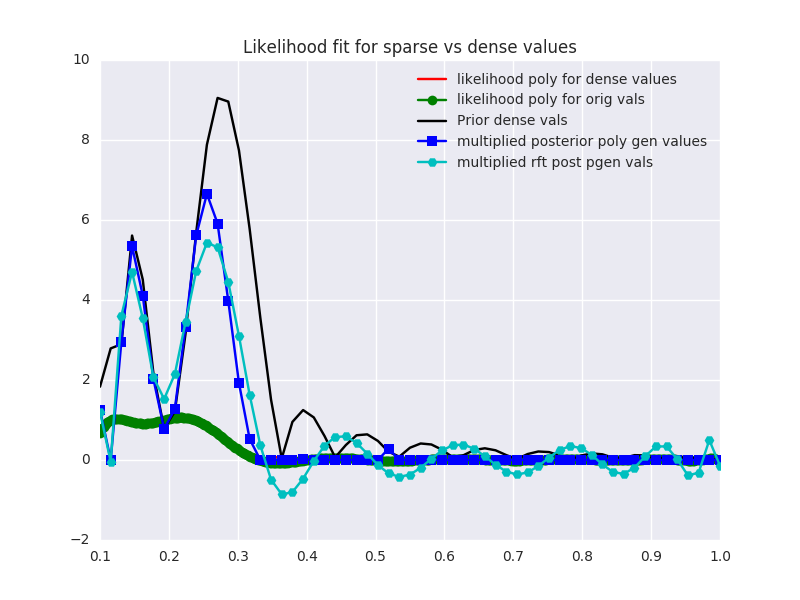 Likelihood fit for sparse vs dense values
10
8
6
4
2
0
−2
likelihood poly for dense values
likelihood poly for orig vals
Prior dense vals
multiplied posterior poly gen values
multiplied rft post pgen vals
0.1 0.2 0.3 0.4 0.5 0.6 0.7 0.8 0.9 1.0